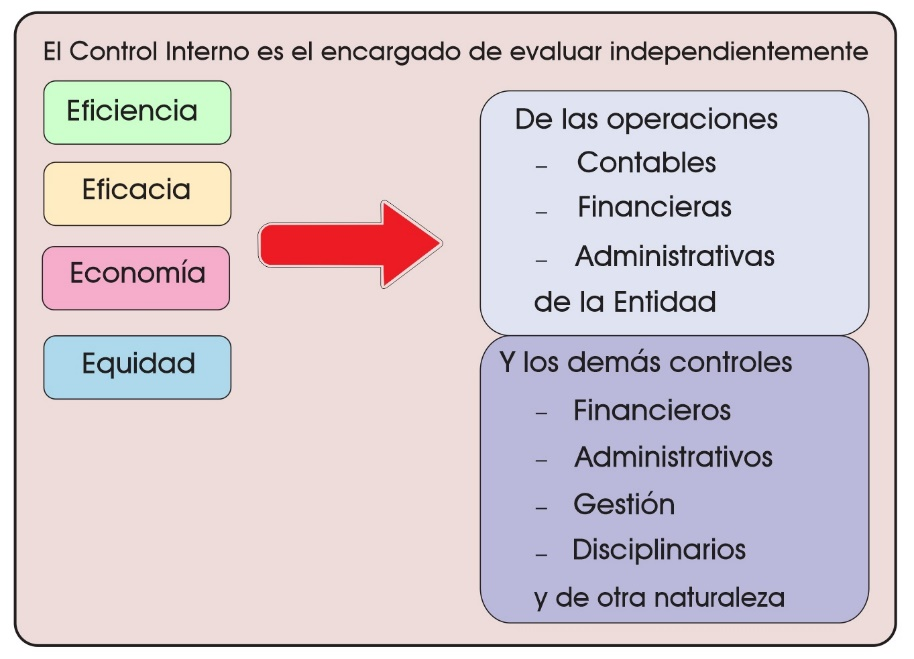 El Control Interno es el encargado de evaluar independientemente
Eficiencia
Eficacia
Economía
Equidad
De las operaciones
– Contables
– Financieras
– Administrativas
de la Entidad
Y los demás controles
– Financieros
– Administrativos
– Gestión
– Disciplinarios
y de otra naturaleza